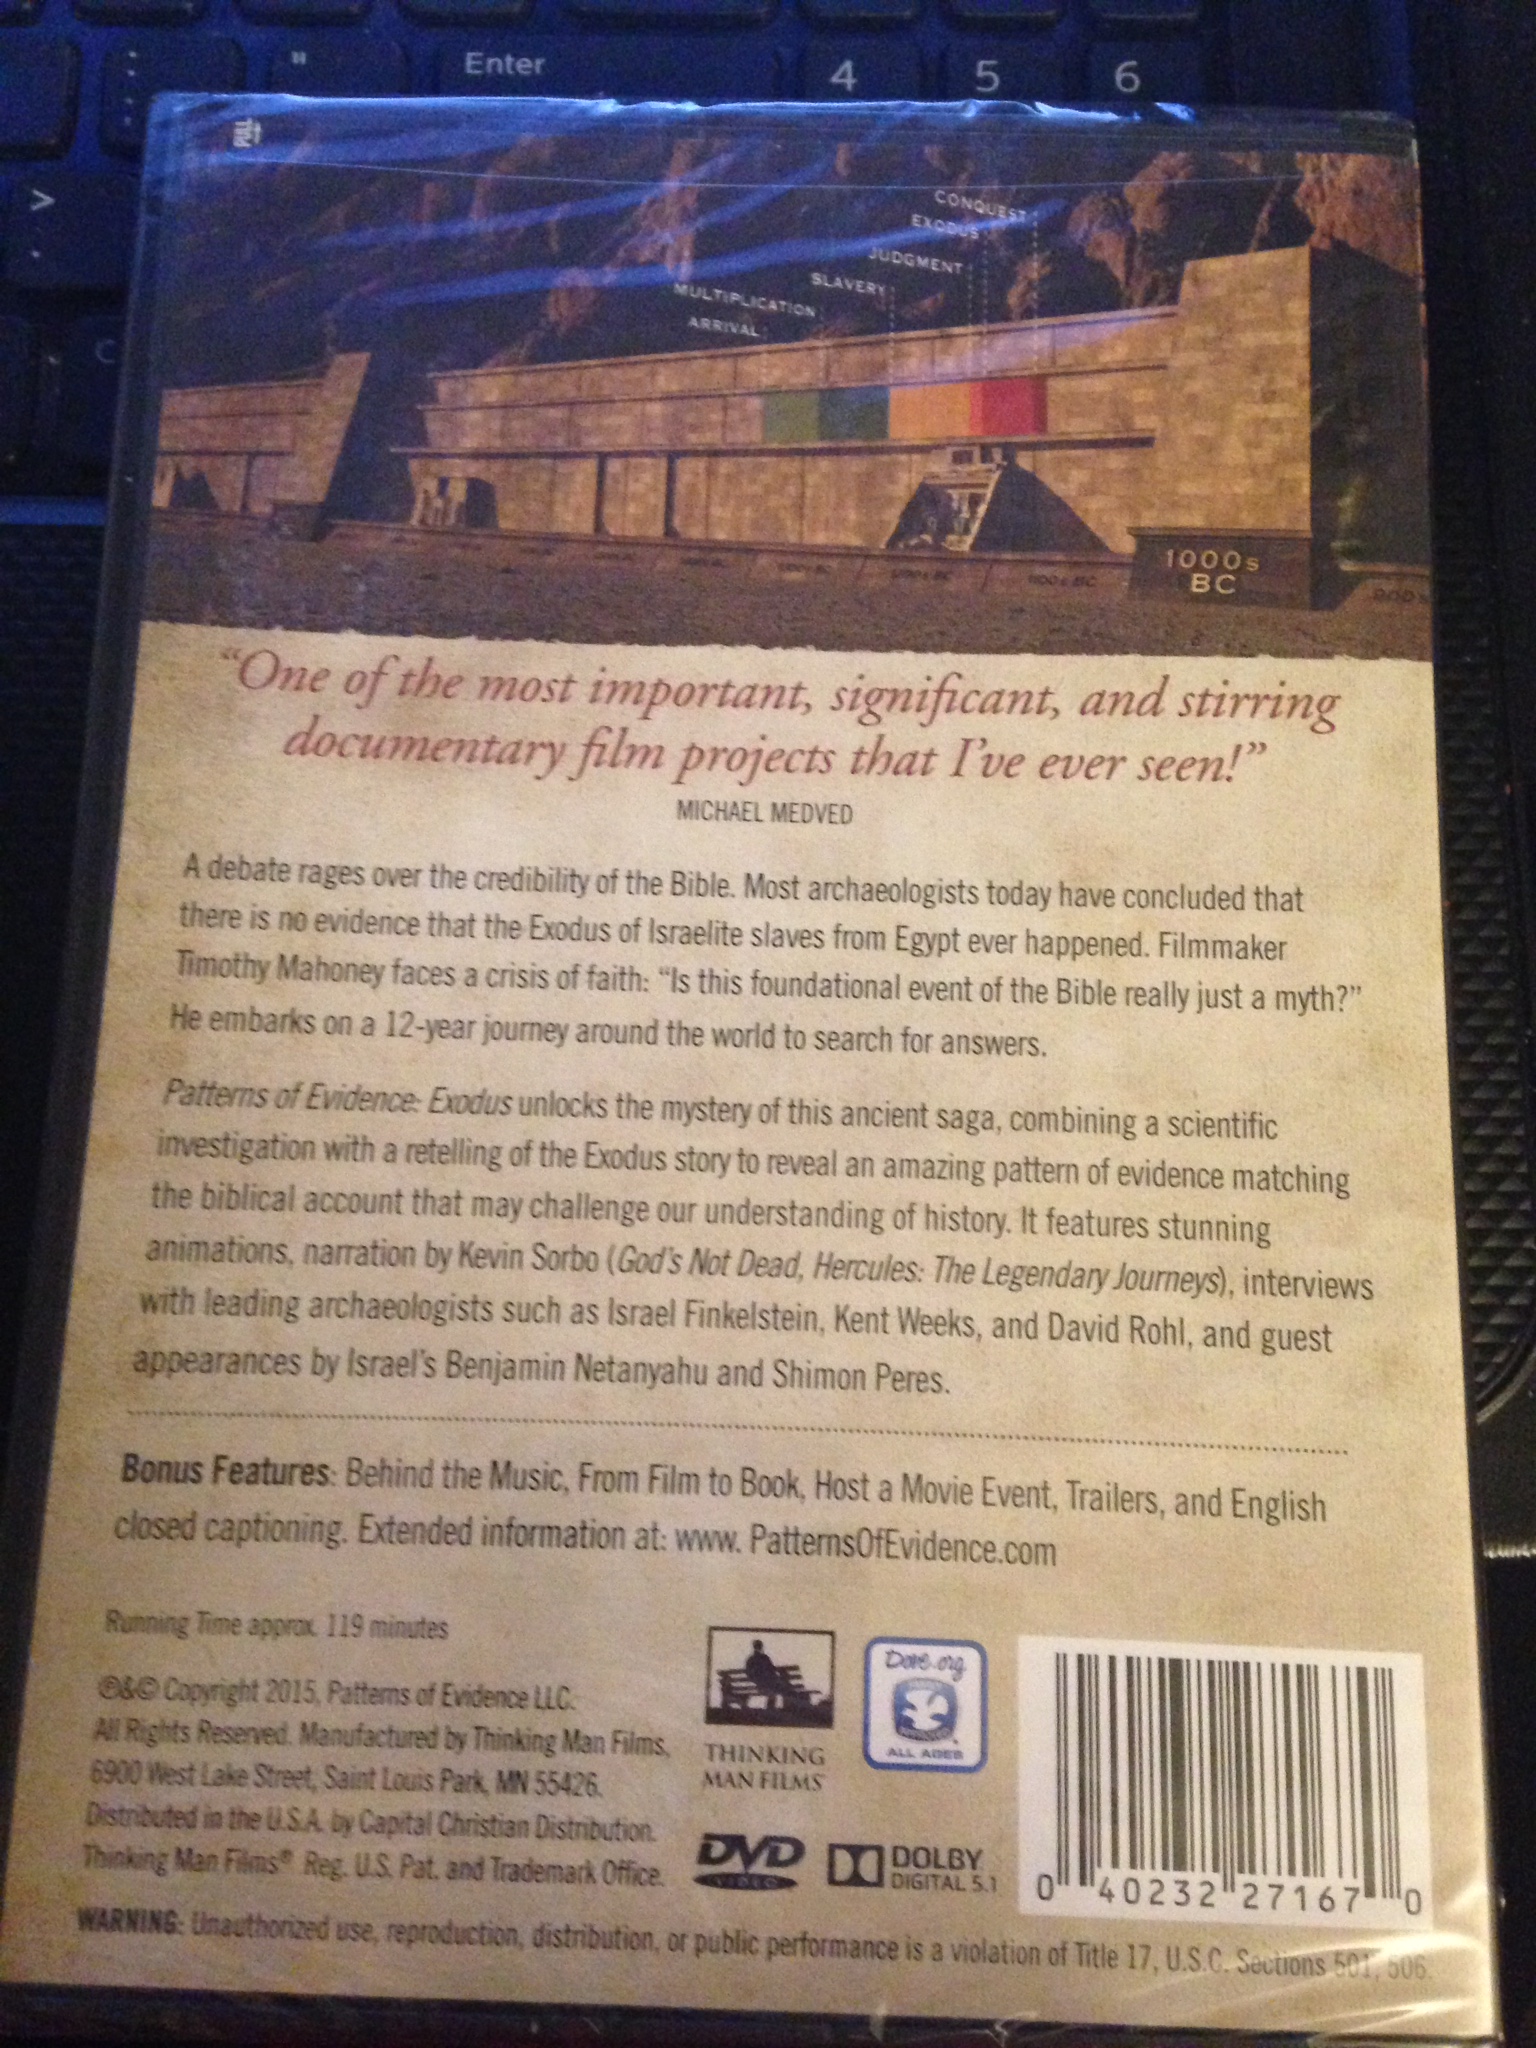 "
Enter
4
5
6
>
PULL
CONQUEST
EXODUS
JUDGMENT
SLAVERY
MULTIPLICATION
ARRIVAL
1000s
BC
“One of the most important, significant, and stirring
documentary film projects that I’ve ever seen!”
MICHAEL MEDVED
A debate rages over the credibility of the Bible. Most archaeologists today have concluded that
there is no evidence that the Exodus of Israelite slaves from Egypt ever happened. Filmmaker
Timothy Mahoney faces a crisis of faith: “Is this foundational event of the Bible really just a myth?”
He embarks on a 12-year journey around the world to search for answers.
Patterns of Evidence: Exodus unlocks the mystery of this ancient saga, combining a scientific
investigation with a retelling of the Exodus story to reveal an amazing pattern of evidence matching
the biblical account that may challenge our understanding of history. It features stunning
animations, narration by Kevin Sorbo (God’s Not Dead, Hercules: The Legendary Journeys), interviews
with leading archaeologists such as Israel Finkelstein, Kent Weeks, and David Rohl, and guest
appearances by Israel’s Benjamin Netanyahu and Shimon Peres.
Bonus Features: Behind the Music, From Film to Book, Host a Movie Event, Trailers, and English
closed captioning. Extended information at: www. PatternsOfEvidence.com
Running Time approx. 119 minutes
℗&© Copyright 2015, Patterns of Evidence LLC.
All Rights Reserved. Manufactured by Thinking Man Films,
6900 West Lake Street, Saint Louis Park, MN 55426.
Distributed in the U.S.A. by Capital Christian Distribution.
Thinking Man Films® Reg. U.S. Pat. and Trademark Office.
THINKING
MAN FILMS
Dove.org
ALL AGES
DVD
VIDEO
DOLBY
DIGITAL 5.1
0 40232 27167 0
WARNING: Unauthorized use, reproduction, distribution, or public performance is a violation of Title 17, U.S.C. Sections 501, 506.